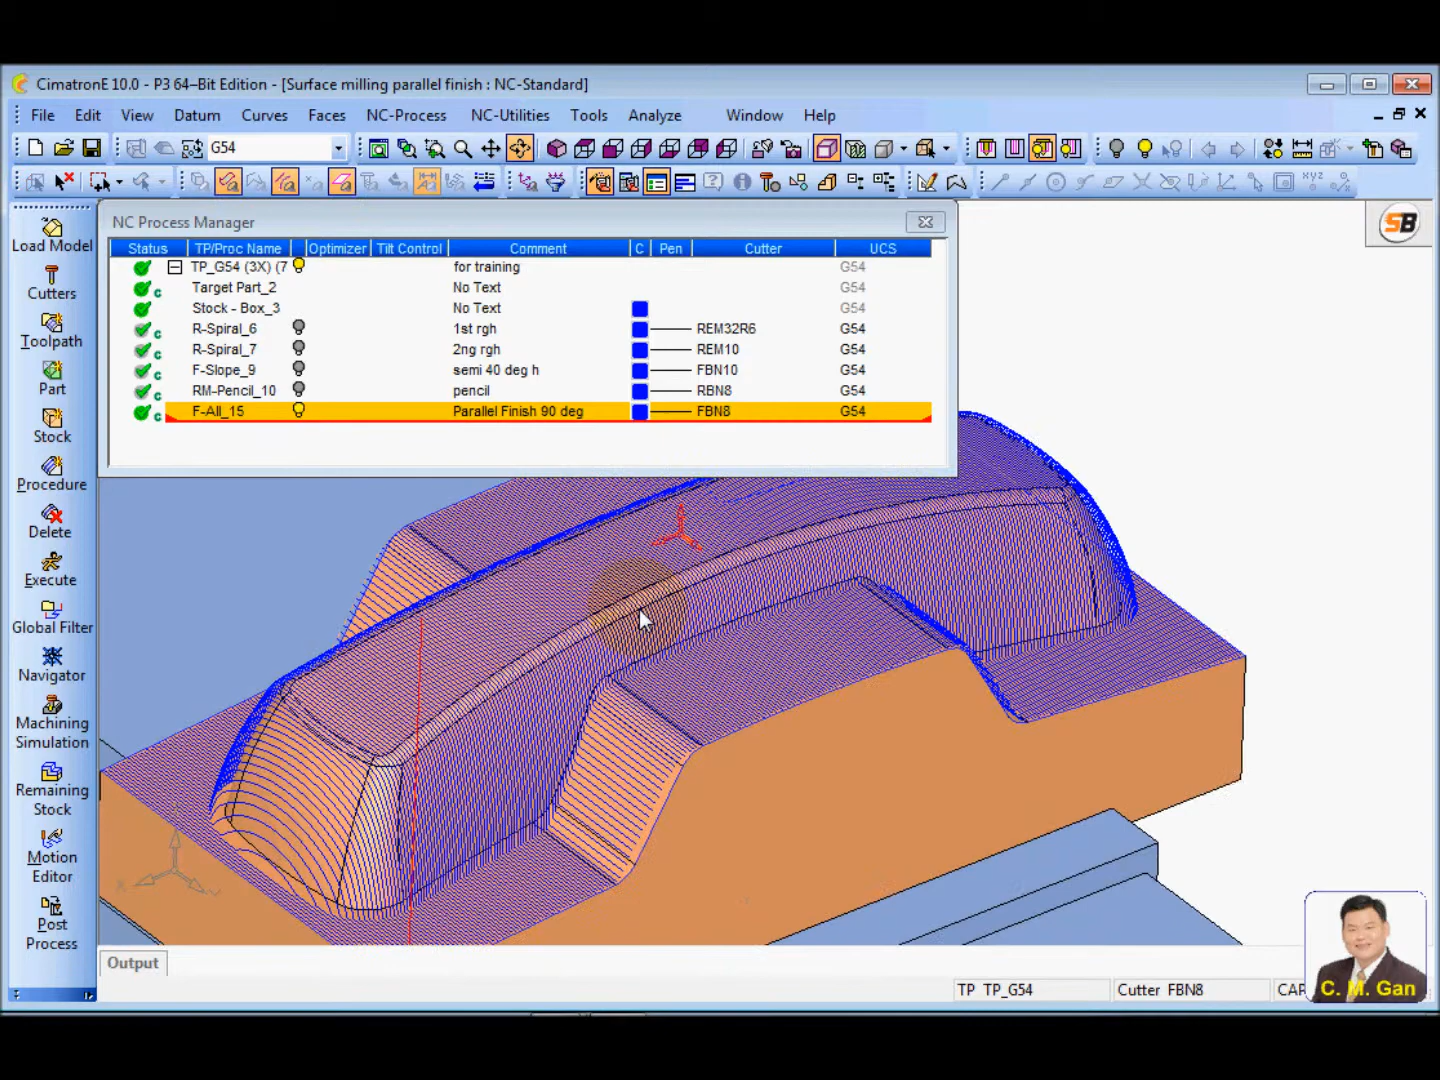 CimatronE 10.0 - P3 64–Bit Edition - [Surface milling parallel finish : NC-Standard]
File Edit View Datum Curves Faces NC-Process NC-Utilities Tools Analyze Window Help
G54
NC Process Manager
Status TP/Proc Name Optimizer Tilt Control Comment C Pen Cutter UCS
TP_G54 (3X) (7 for training G54
Target Part_2 No Text G54
Stock - Box_3 No Text G54
R-Spiral_6 1st rgh REM32R6 G54
R-Spiral_7 2ng rgh REM10 G54
F-Slope_9 semi 40 deg h FBN10 G54
RM-Pencil_10 pencil RBN8 G54
F-All_15 Parallel Finish 90 deg FBN8 G54
SB
Load Model
Cutters
Toolpath
Part
Stock
Procedure
Delete
Execute
Global Filter
Navigator
Machining
Simulation
Remaining
Stock
Motion
Editor
Post
Process
Output
TP TP_G54 Cutter FBN8 CAP
C. M. Gan